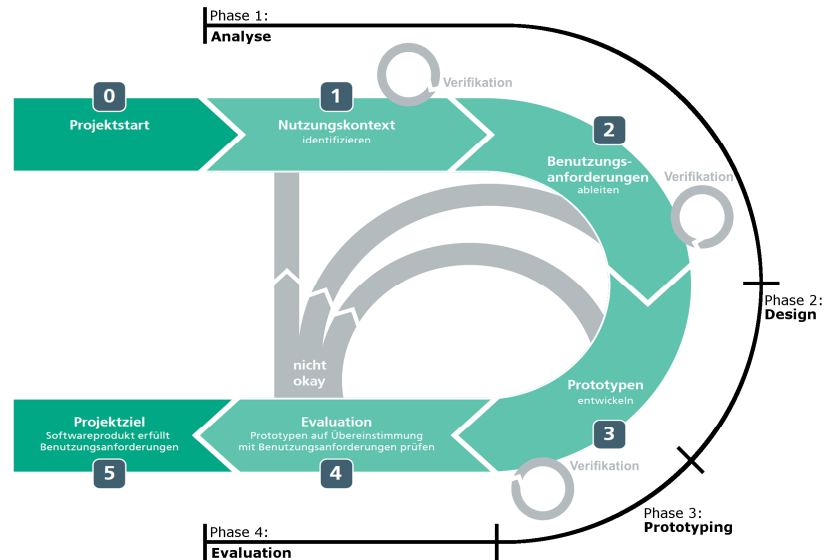 Phase 1:
Analyse
0
Projektstart
1
Nutzungskontext
identifizieren
Verifikation
2
Benutzungs-
anforderungen
ableiten
Verifikation
Phase 2:
Design
nicht
okay
Prototypen
entwickeln
3
Verifikation
Projektziel
Softwareprodukt erfüllt
Benutzungsanforderungen
5
Evaluation
Prototypen auf Übereinstimmung
mit Benutzungsanforderungen prüfen
4
Phase 3:
Prototyping
Phase 4:
Evaluation